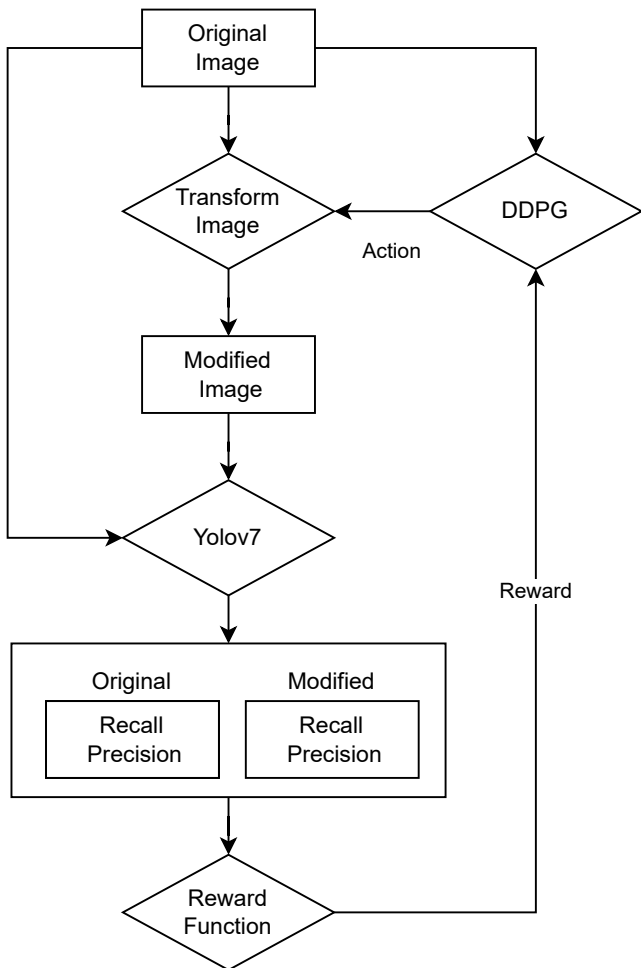 Original
Image
Transform
Image
DDPG
Action
Modified
Image
Yolov7
Reward
Original
Modified
Recall
Precision
Recall
Precision
Reward
Function